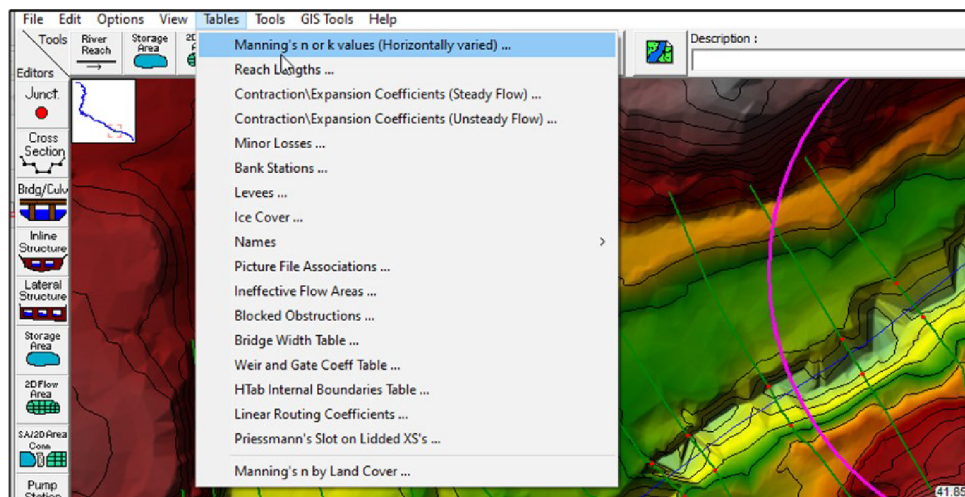 File Edit Options View Tables Tools GIS Tools Help
Tools
River
Reach
Storage
Area
Description :
Editors
Junct.
Cross
Section
Brdg/Culv
Inline
Structure
Lateral
Structure
Storage
Area
2D Flow
Area
SA/2D Area
Conn
Pump
Station
Manning's n or k values (Horizontally varied) ...
Reach Lengths ...
Contraction\Expansion Coefficients (Steady Flow) ...
Contraction\Expansion Coefficients (Unsteady Flow) ...
Minor Losses ...
Bank Stations ...
Levees ...
Ice Cover ...
Names
Picture File Associations ...
Ineffective Flow Areas ...
Blocked Obstructions ...
Bridge Width Table ...
Weir and Gate Coeff Table ...
HTab Internal Boundaries Table ...
Linear Routing Coefficients ...
Priessmann's Slot on Lidded XS's ...
Manning's n by Land Cover ...